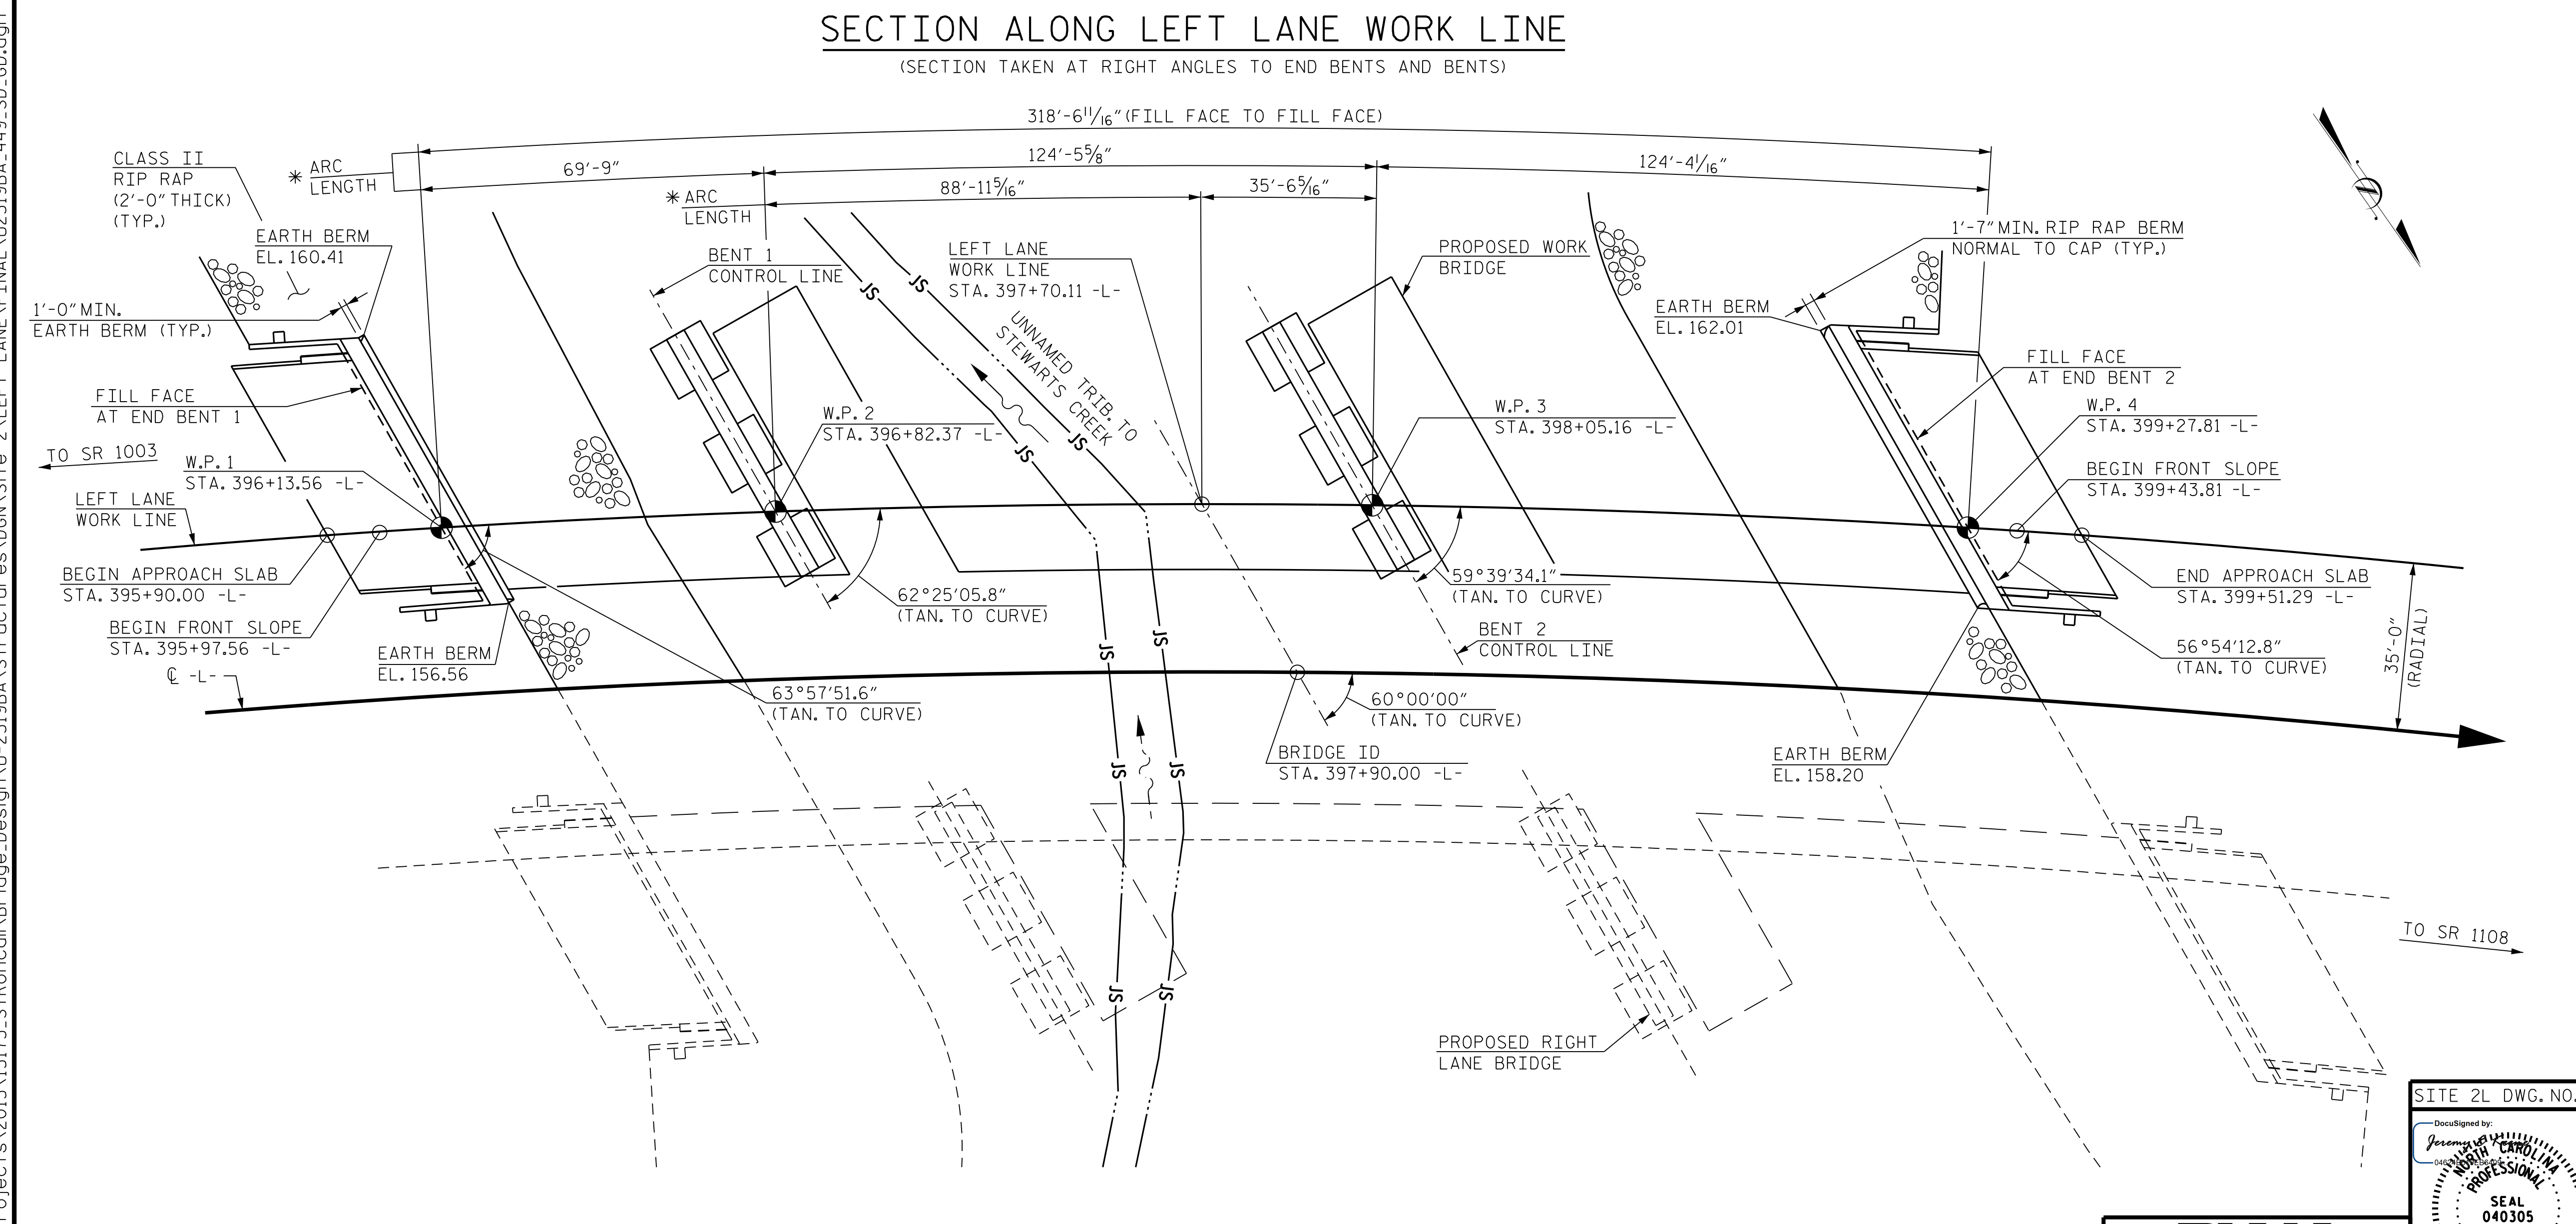 SECTION ALONG LEFT LANE WORK LINE
(SECTION TAKEN AT RIGHT ANGLES TO END BENTS AND BENTS)
318'-6 11/16" (FILL FACE TO FILL FACE)
* ARC
LENGTH
69'-9"
124'-5 5/8"
124'-4 1/16"
* ARC
LENGTH
88'-11 5/16"
35'-6 5/16"
CLASS II
RIP RAP
(2'-0" THICK)
(TYP.)
EARTH BERM
EL. 160.41
1'-0" MIN.
EARTH BERM (TYP.)
BENT 1
CONTROL LINE
LEFT LANE
WORK LINE
STA. 397+70.11 -L-
PROPOSED WORK
BRIDGE
1'-7" MIN. RIP RAP BERM
NORMAL TO CAP (TYP.)
EARTH BERM
EL. 162.01
JS
JS
UNNAMED TRIB. TO
STEWARTS CREEK
JS
JS
FILL FACE
AT END BENT 1
FILL FACE
AT END BENT 2
W.P. 2
STA. 396+82.37 -L-
W.P. 3
STA. 398+05.16 -L-
W.P. 4
STA. 399+27.81 -L-
TO SR 1003
W.P. 1
STA. 396+13.56 -L-
BEGIN FRONT SLOPE
STA. 399+43.81 -L-
LEFT LANE
WORK LINE
BEGIN APPROACH SLAB
STA. 395+90.00 -L-
62°25'05.8"
(TAN. TO CURVE)
59°39'34.1"
(TAN. TO CURVE)
END APPROACH SLAB
STA. 399+51.29 -L-
BEGIN FRONT SLOPE
STA. 395+97.56 -L-
EARTH BERM
EL. 156.56
JS
JS
BENT 2
CONTROL LINE
56°54'12.8"
(TAN. TO CURVE)
35'-0"
(RADIAL)
℄ -L-
63°57'51.6"
(TAN. TO CURVE)
60°00'00"
(TAN. TO CURVE)
BRIDGE ID
STA. 397+90.00 -L-
EARTH BERM
EL. 158.20
JS
JS
TO SR 1108
JS
JS
PROPOSED RIGHT
LANE BRIDGE
SITE 2L DWG. NO.
DocuSigned by:
NORTH CAROLINA
PROFESSIONAL
SEAL
040305